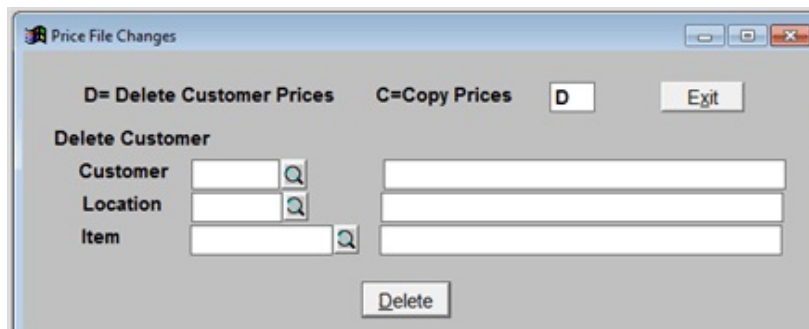 Price File Changes
D= Delete Customer Prices C=Copy Prices D Exit
Delete Customer
Customer
Location
Item
Delete